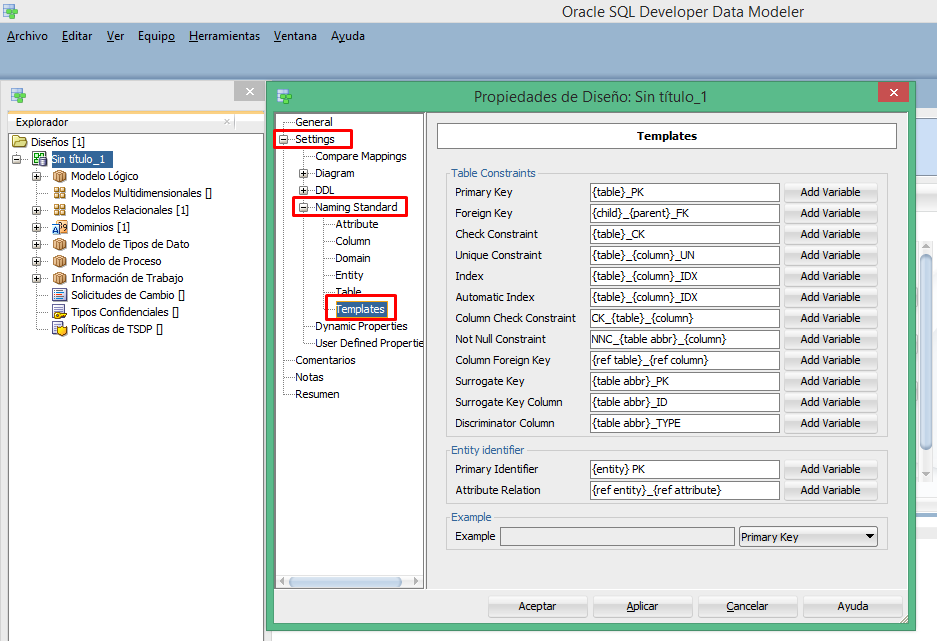 Oracle SQL Developer Data Modeler
Archivo Editar Ver Equipo Herramientas Ventana Ayuda
Explorador
Diseños [1]
Sin título_1
Modelo Lógico
Modelos Multidimensionales []
Modelos Relacionales [1]
Dominios [1]
Modelo de Tipos de Dato
Modelo de Proceso
Información de Trabajo
Solicitudes de Cambio []
Tipos Confidenciales []
Políticas de TSDP []
Propiedades de Diseño: Sin título_1
General
Settings
Compare Mappings
Diagram
DDL
Naming Standard
Attribute
Column
Domain
Entity
Table
Templates
Dynamic Properties
User Defined Propertie
Comentarios
Notas
Resumen
Templates
Table Constraints
Primary Key {table}_PK Add Variable
Foreign Key {child}_{parent}_FK Add Variable
Check Constraint {table}_CK Add Variable
Unique Constraint {table}_{column}_UN Add Variable
Index {table}_{column}_IDX Add Variable
Automatic Index {table}_{column}_IDX Add Variable
Column Check Constraint CK_{table}_{column} Add Variable
Not Null Constraint NNC_{table abbr}_{column} Add Variable
Column Foreign Key {ref table}_{ref column} Add Variable
Surrogate Key {table abbr}_PK Add Variable
Surrogate Key Column {table abbr}_ID Add Variable
Discriminator Column {table abbr}_TYPE Add Variable
Entity identifier
Primary Identifier {entity} PK Add Variable
Attribute Relation {ref entity}_{ref attribute} Add Variable
Example
Example Primary Key
Aceptar Aplicar Cancelar Ayuda